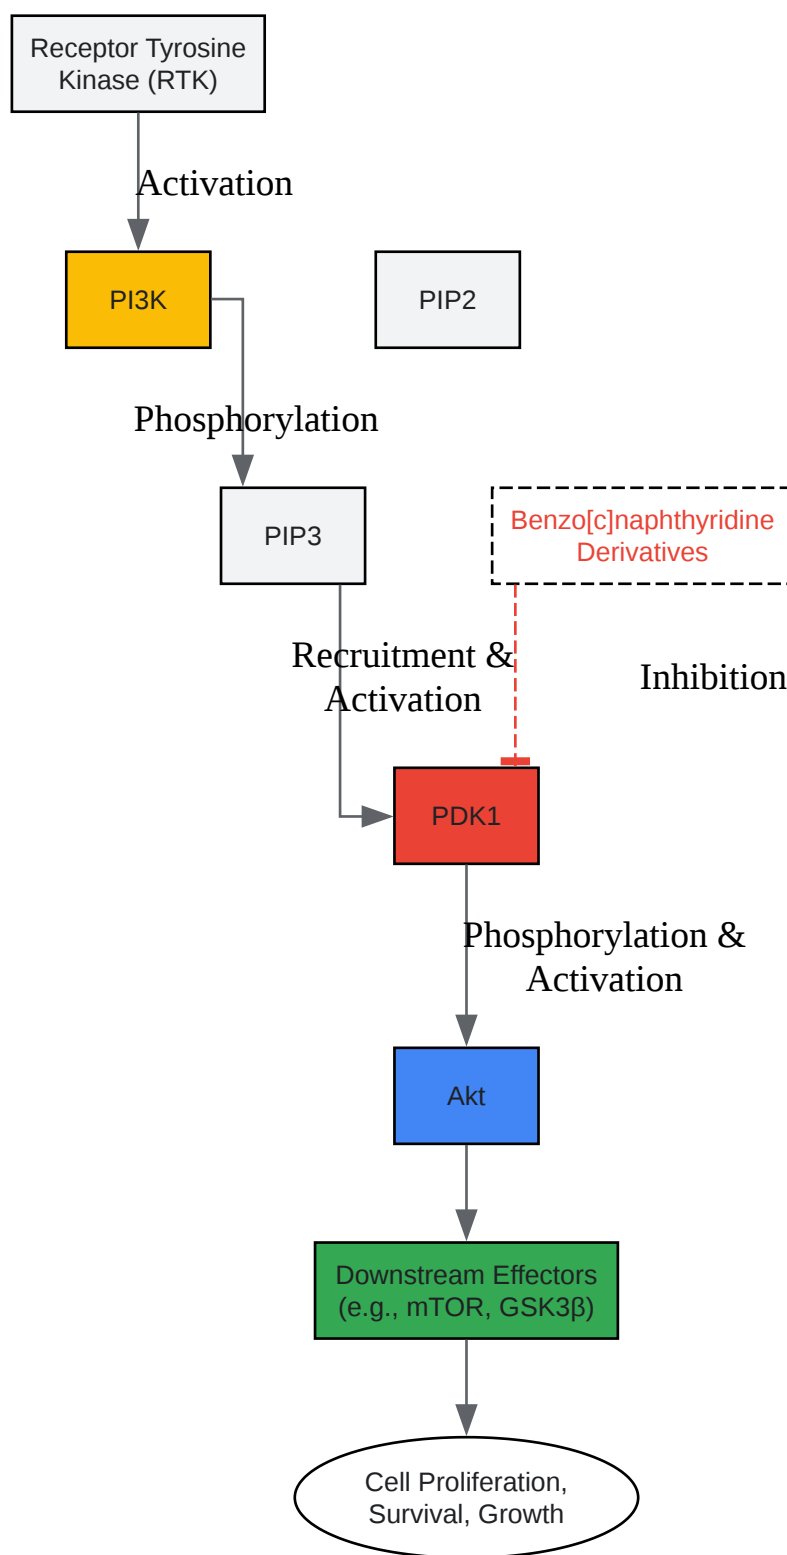 Receptor Tyrosine
Kinase (RTK)
Activation
PI3K
PIP2
Phosphorylation
PIP3
Benzo[c]naphthyridine
Derivatives
Recruitment &
Activation
Inhibition
PDK1
Phosphorylation &
Activation
Akt
Downstream Effectors
(e.g., mTOR, GSK3β)
Cell Proliferation,
Survival, Growth